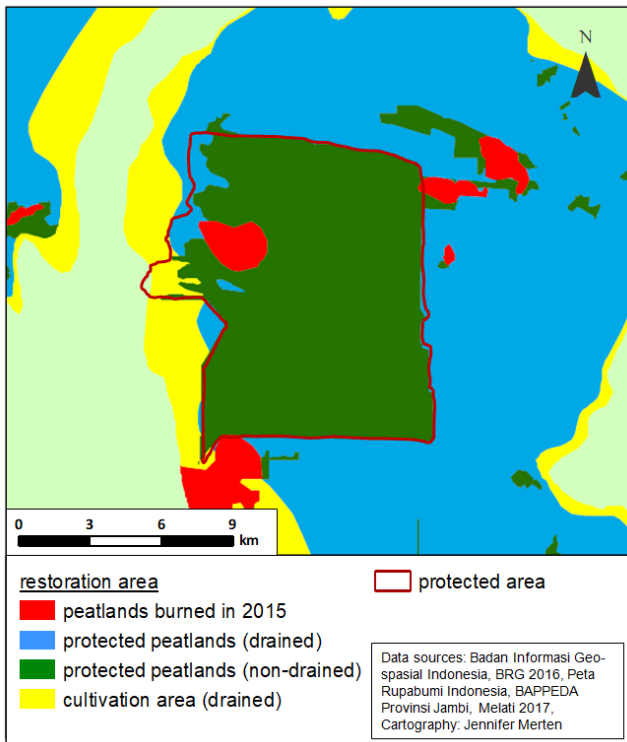 N
0 3 6 9
km
restoration area
peatlands burned in 2015
protected peatlands (drained)
protected peatlands (non-drained)
cultivation area (drained)
protected area
Data sources: Badan Informasi Geo-
spasial Indonesia, BRG 2016, Peta
Rupabumi Indonesia, BAPPEDA
Provinsi Jambi, Melati 2017,
Cartography: Jennifer Merten